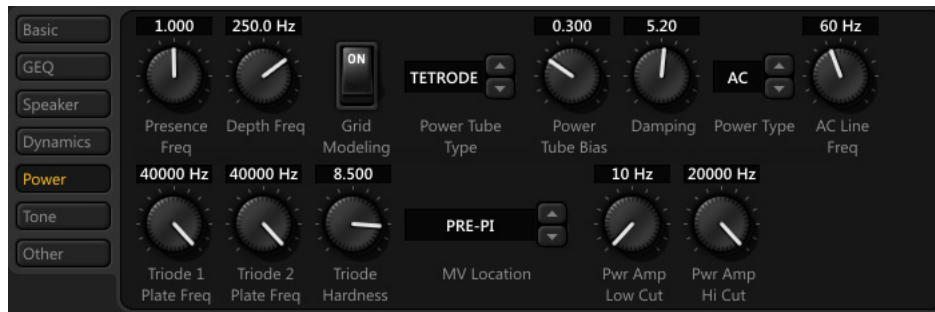 Basic
GEQ
Speaker
Dynamics
Power
Tone
Other
1.000 250.0 Hz 0.300 5.20 60 Hz
ON
TETRODE AC
Presence Freq Depth Freq Grid Modeling Power Tube Type Power Tube Bias Damping Power Type AC Line Freq
40000 Hz 40000 Hz 8.500 10 Hz 20000 Hz
PRE-PI
Triode 1 Plate Freq Triode 2 Plate Freq Triode Hardness MV Location Pwr Amp Low Cut Pwr Amp Hi Cut